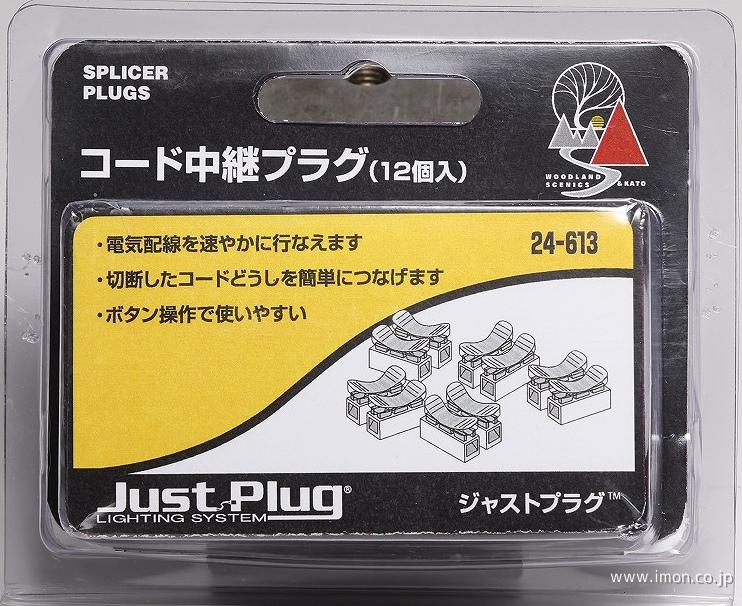 SPLICER
PLUGS
コード中継プラグ(12個入)
WOODLAND
SCENICS & KATO
・電気配線を速やかに行なえます
24-613
・切断したコードどうしを簡単につなげます
・ボタン操作で使いやすい
Just Plug®
LIGHTING SYSTEM
ジャストプラグ™
www.imon.co.jp